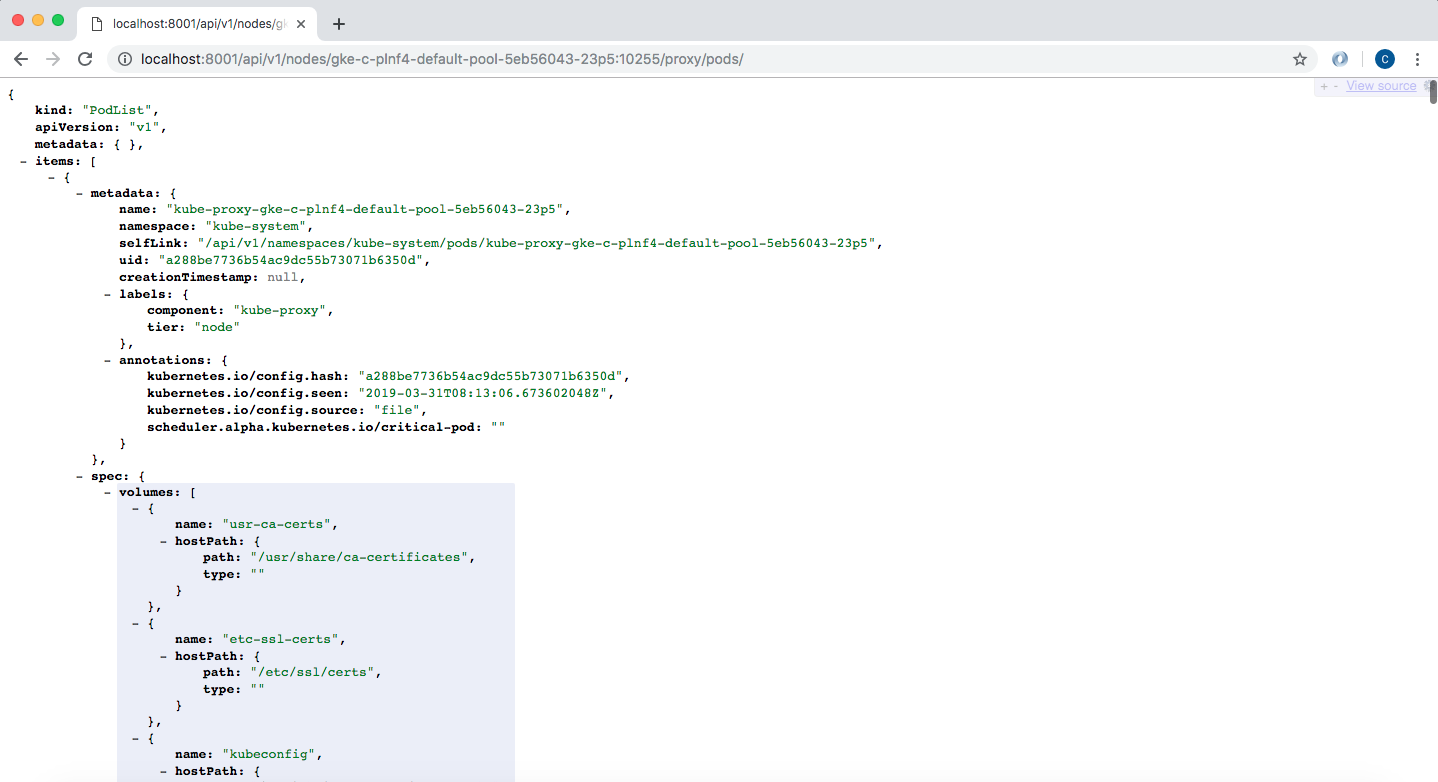 localhost:8001/api/v1/nodes/gk
localhost:8001/api/v1/nodes/gke-c-plnf4-default-pool-5eb56043-23p5:10255/proxy/pods/
C
+ - View source
{
kind: "PodList",
apiVersion: "v1",
metadata: { },
- items: [
- {
- metadata: {
name: "kube-proxy-gke-c-plnf4-default-pool-5eb56043-23p5",
namespace: "kube-system",
selfLink: "/api/v1/namespaces/kube-system/pods/kube-proxy-gke-c-plnf4-default-pool-5eb56043-23p5",
uid: "a288be7736b54ac9dc55b73071b6350d",
creationTimestamp: null,
- labels: {
component: "kube-proxy",
tier: "node"
},
- annotations: {
kubernetes.io/config.hash: "a288be7736b54ac9dc55b73071b6350d",
kubernetes.io/config.seen: "2019-03-31T08:13:06.673602048Z",
kubernetes.io/config.source: "file",
scheduler.alpha.kubernetes.io/critical-pod: ""
}
},
- spec: {
- volumes: [
- {
name: "usr-ca-certs",
- hostPath: {
path: "/usr/share/ca-certificates",
type: ""
}
},
- {
name: "etc-ssl-certs",
- hostPath: {
path: "/etc/ssl/certs",
type: ""
}
},
- {
name: "kubeconfig",
- hostPath: {